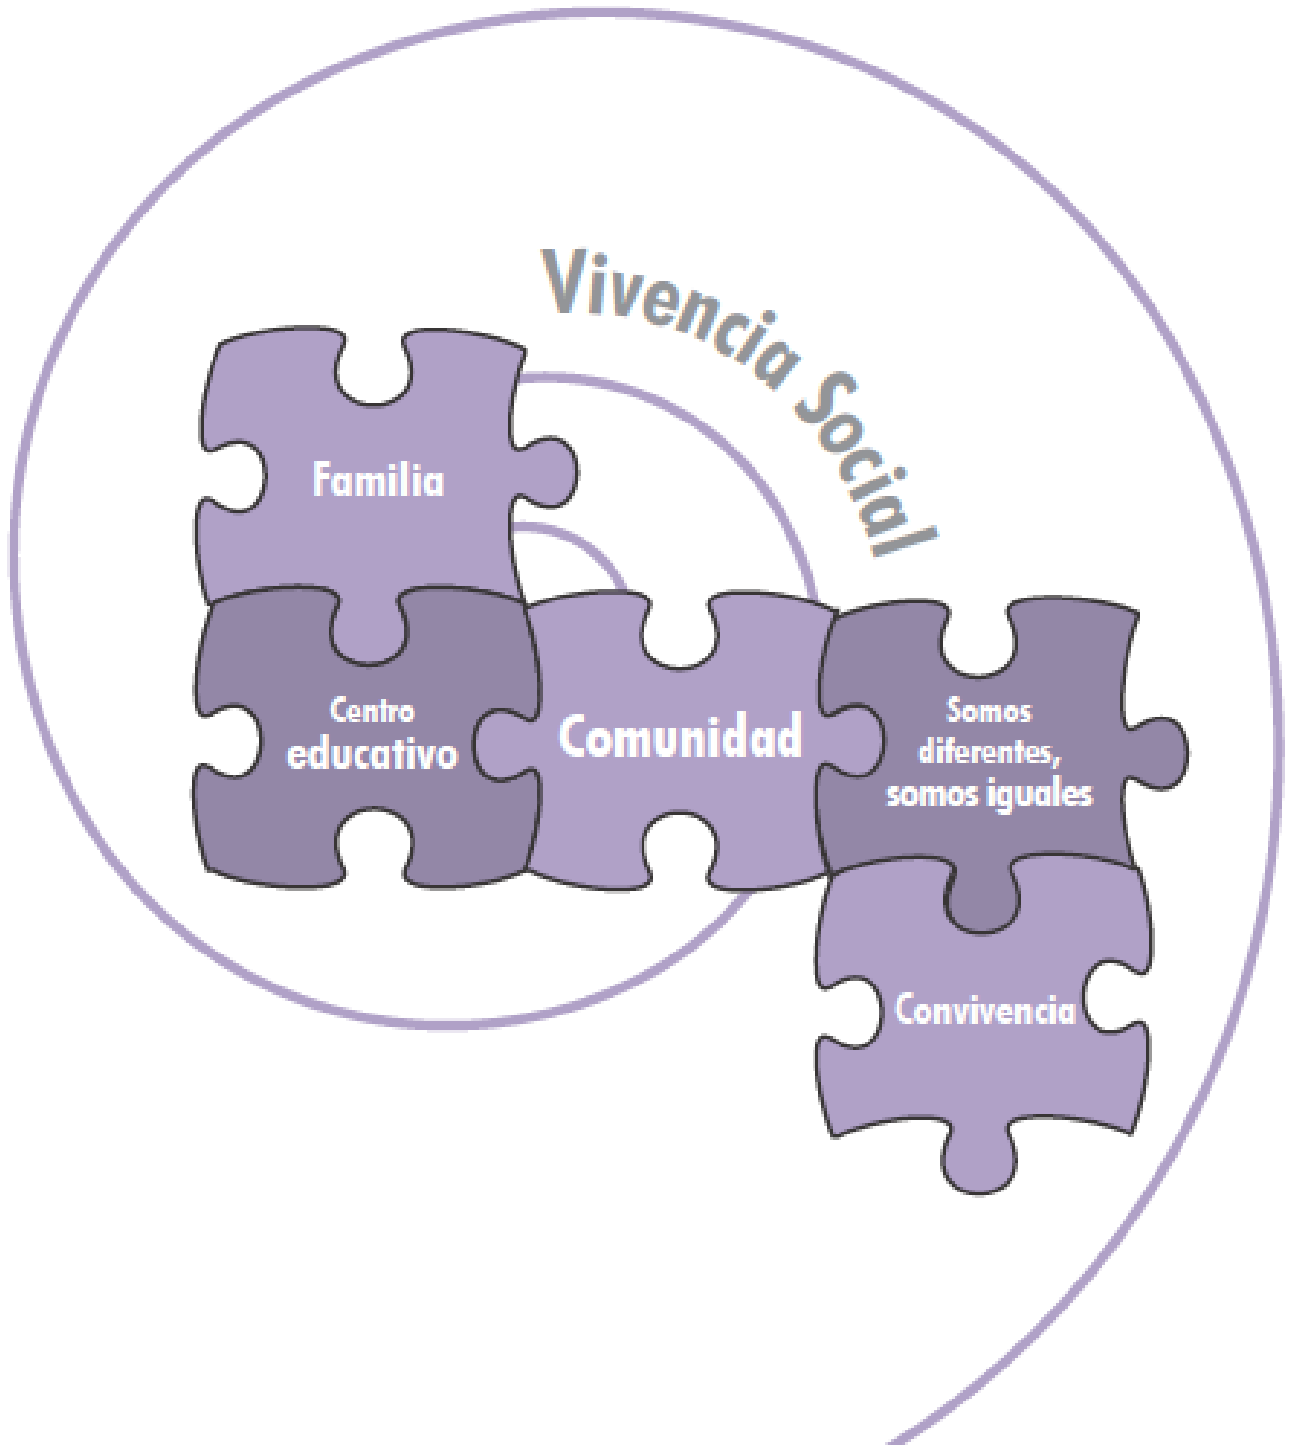 Vivencia Social
Familia
Centro
educativo
Comunidad
Somos
diferentes,
somos iguales
Convivencia